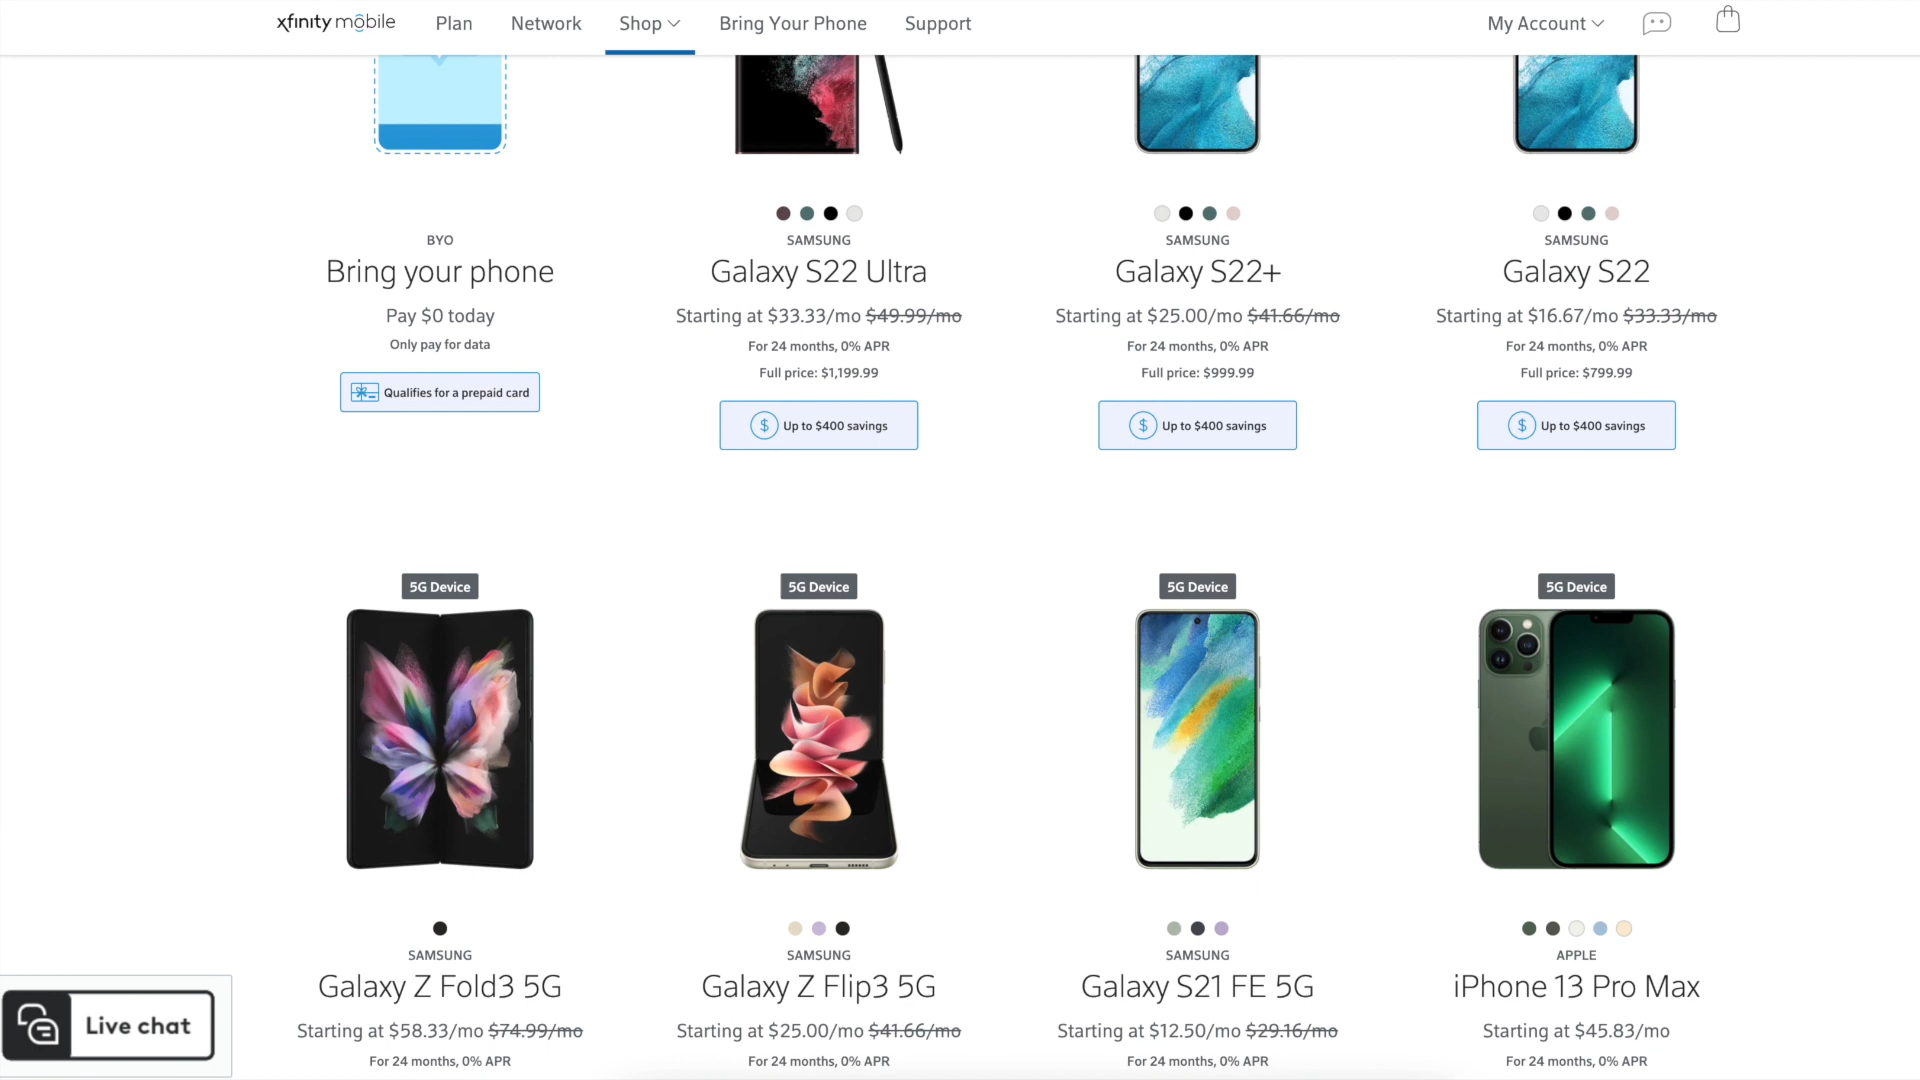 xfinity mobile
Plan
Network
Shop
Bring Your Phone
Support
My Account
BYO
Bring your phone
Pay $0 today
Only pay for data
Qualifies for a prepaid card
SAMSUNG
Galaxy S22 Ultra
Starting at $33.33/mo $49.99/mo
For 24 months, 0% APR
Full price: $1,199.99
Up to $400 savings
SAMSUNG
Galaxy S22+
Starting at $25.00/mo $41.66/mo
For 24 months, 0% APR
Full price: $999.99
Up to $400 savings
SAMSUNG
Galaxy S22
Starting at $16.67/mo $33.33/mo
For 24 months, 0% APR
Full price: $799.99
Up to $400 savings
5G Device
SAMSUNG
Galaxy Z Fold3 5G
Starting at $58.33/mo $74.99/mo
For 24 months, 0% APR
5G Device
SAMSUNG
Galaxy Z Flip3 5G
Starting at $25.00/mo $41.66/mo
For 24 months, 0% APR
5G Device
SAMSUNG
Galaxy S21 FE 5G
Starting at $12.50/mo $29.16/mo
For 24 months, 0% APR
5G Device
APPLE
iPhone 13 Pro Max
Starting at $45.83/mo
For 24 months, 0% APR
Live chat